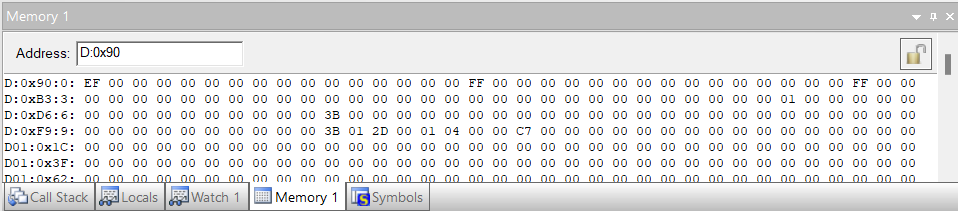 Memory 1
Address: D:0x90
D:0x90:0: EF 00 00 00 00 00 00 00 00 00 00 00 00 00 00 00 FF 00 00 00 00 00 00 00 00 00 00 00 00 00 00 00 FF 00 00
D:0xB3:3: 00 00 00 00 00 00 00 00 00 00 00 00 00 00 00 00 00 00 00 00 00 00 00 00 00 00 00 00 00 01 00 00 00 00 00
D:0xD6:6: 00 00 00 00 00 00 00 00 00 00 3B 00 00 00 00 00 00 00 00 00 00 00 00 00 00 00 00 00 00 00 00 00 00 00 00
D:0xF9:9: 00 00 00 00 00 00 00 00 00 00 3B 01 2D 00 01 04 00 00 C7 00 00 00 00 00 00 00 00 00 00 00 00 00 00 00 00
D01:0x1C: 00 00 00 00 00 00 00 00 00 00 00 00 00 00 00 00 00 00 00 00 00 00 00 00 00 00 00 00 00 00 00 00 00 00 00
D01:0x3F: 00 00 00 00 00 00 00 00 00 00 00 00 00 00 00 00 00 00 00 00 00 00 00 00 00 00 00 00 00 00 00 00 00 00 00
D01:0x62: 00 00 00 00 00 00 00 00 00 00 00 00 00 00 00 00 00 00 00 00 00 00 00 00 00 00 00 00 00 00 00 00 00 00 00
Call Stack Locals Watch 1 Memory 1 Symbols